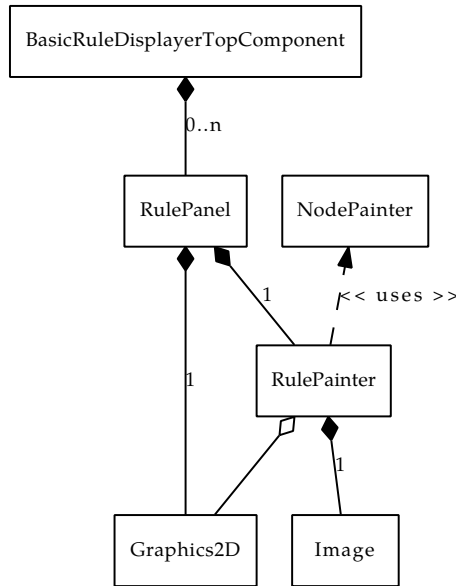 BasicRuleDisplayerTopComponent
0..n
RulePanel
NodePainter
1
<< uses >>
RulePainter
1
1
Graphics2D
Image